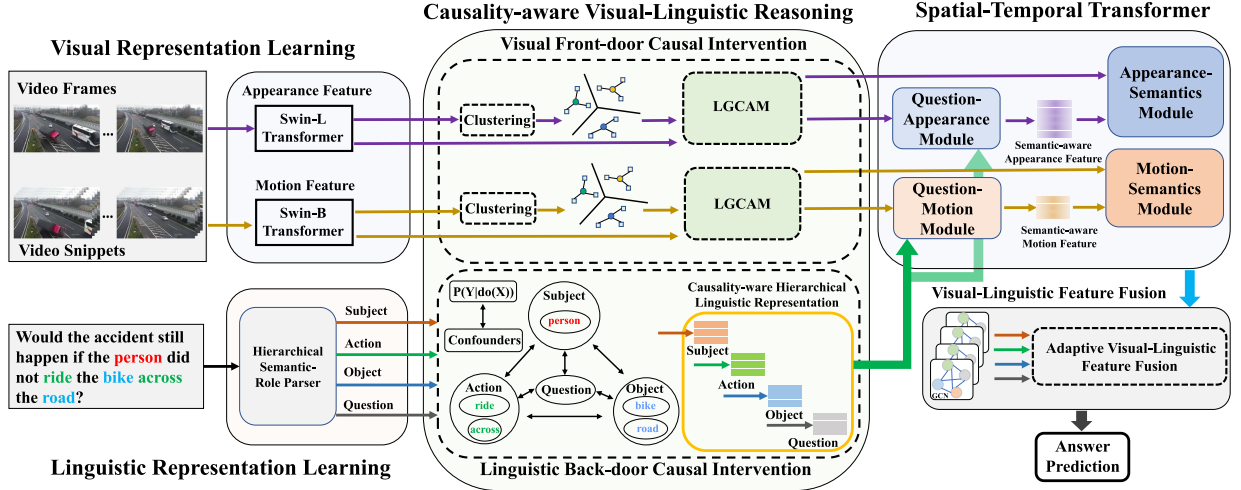 Causality-aware Visual-Linguistic Reasoning
Spatial-Temporal Transformer
Visual Representation Learning
Video Frames
...
...
Video Snippets
Appearance Feature
Swin-L
Transformer
Motion Feature
Swin-B
Transformer
Visual Front-door Causal Intervention
Clustering
LGCAM
Clustering
LGCAM
Question-
Appearance
Module
Semantic-aware
Appearance Feature
Appearance-
Semantics
Module
Question-
Motion
Module
Semantic-aware
Motion Feature
Motion-
Semantics
Module
Would the accident still
happen if the person did
not ride the bike across
the road?
Hierarchical
Semantic-
Role Parser
Subject
Action
Object
Question
Linguistic Representation Learning
P(Y|do(X))
Confounders
Subject
person
Action
ride
across
Question
Object
bike
road
Causality-ware Hierarchical
Linguistic Representation
Subject
Action
Object
Question
Linguistic Back-door Causal Intervention
Visual-Linguistic Feature Fusion
GCN
Adaptive Visual-Linguistic
Feature Fusion
Answer
Prediction